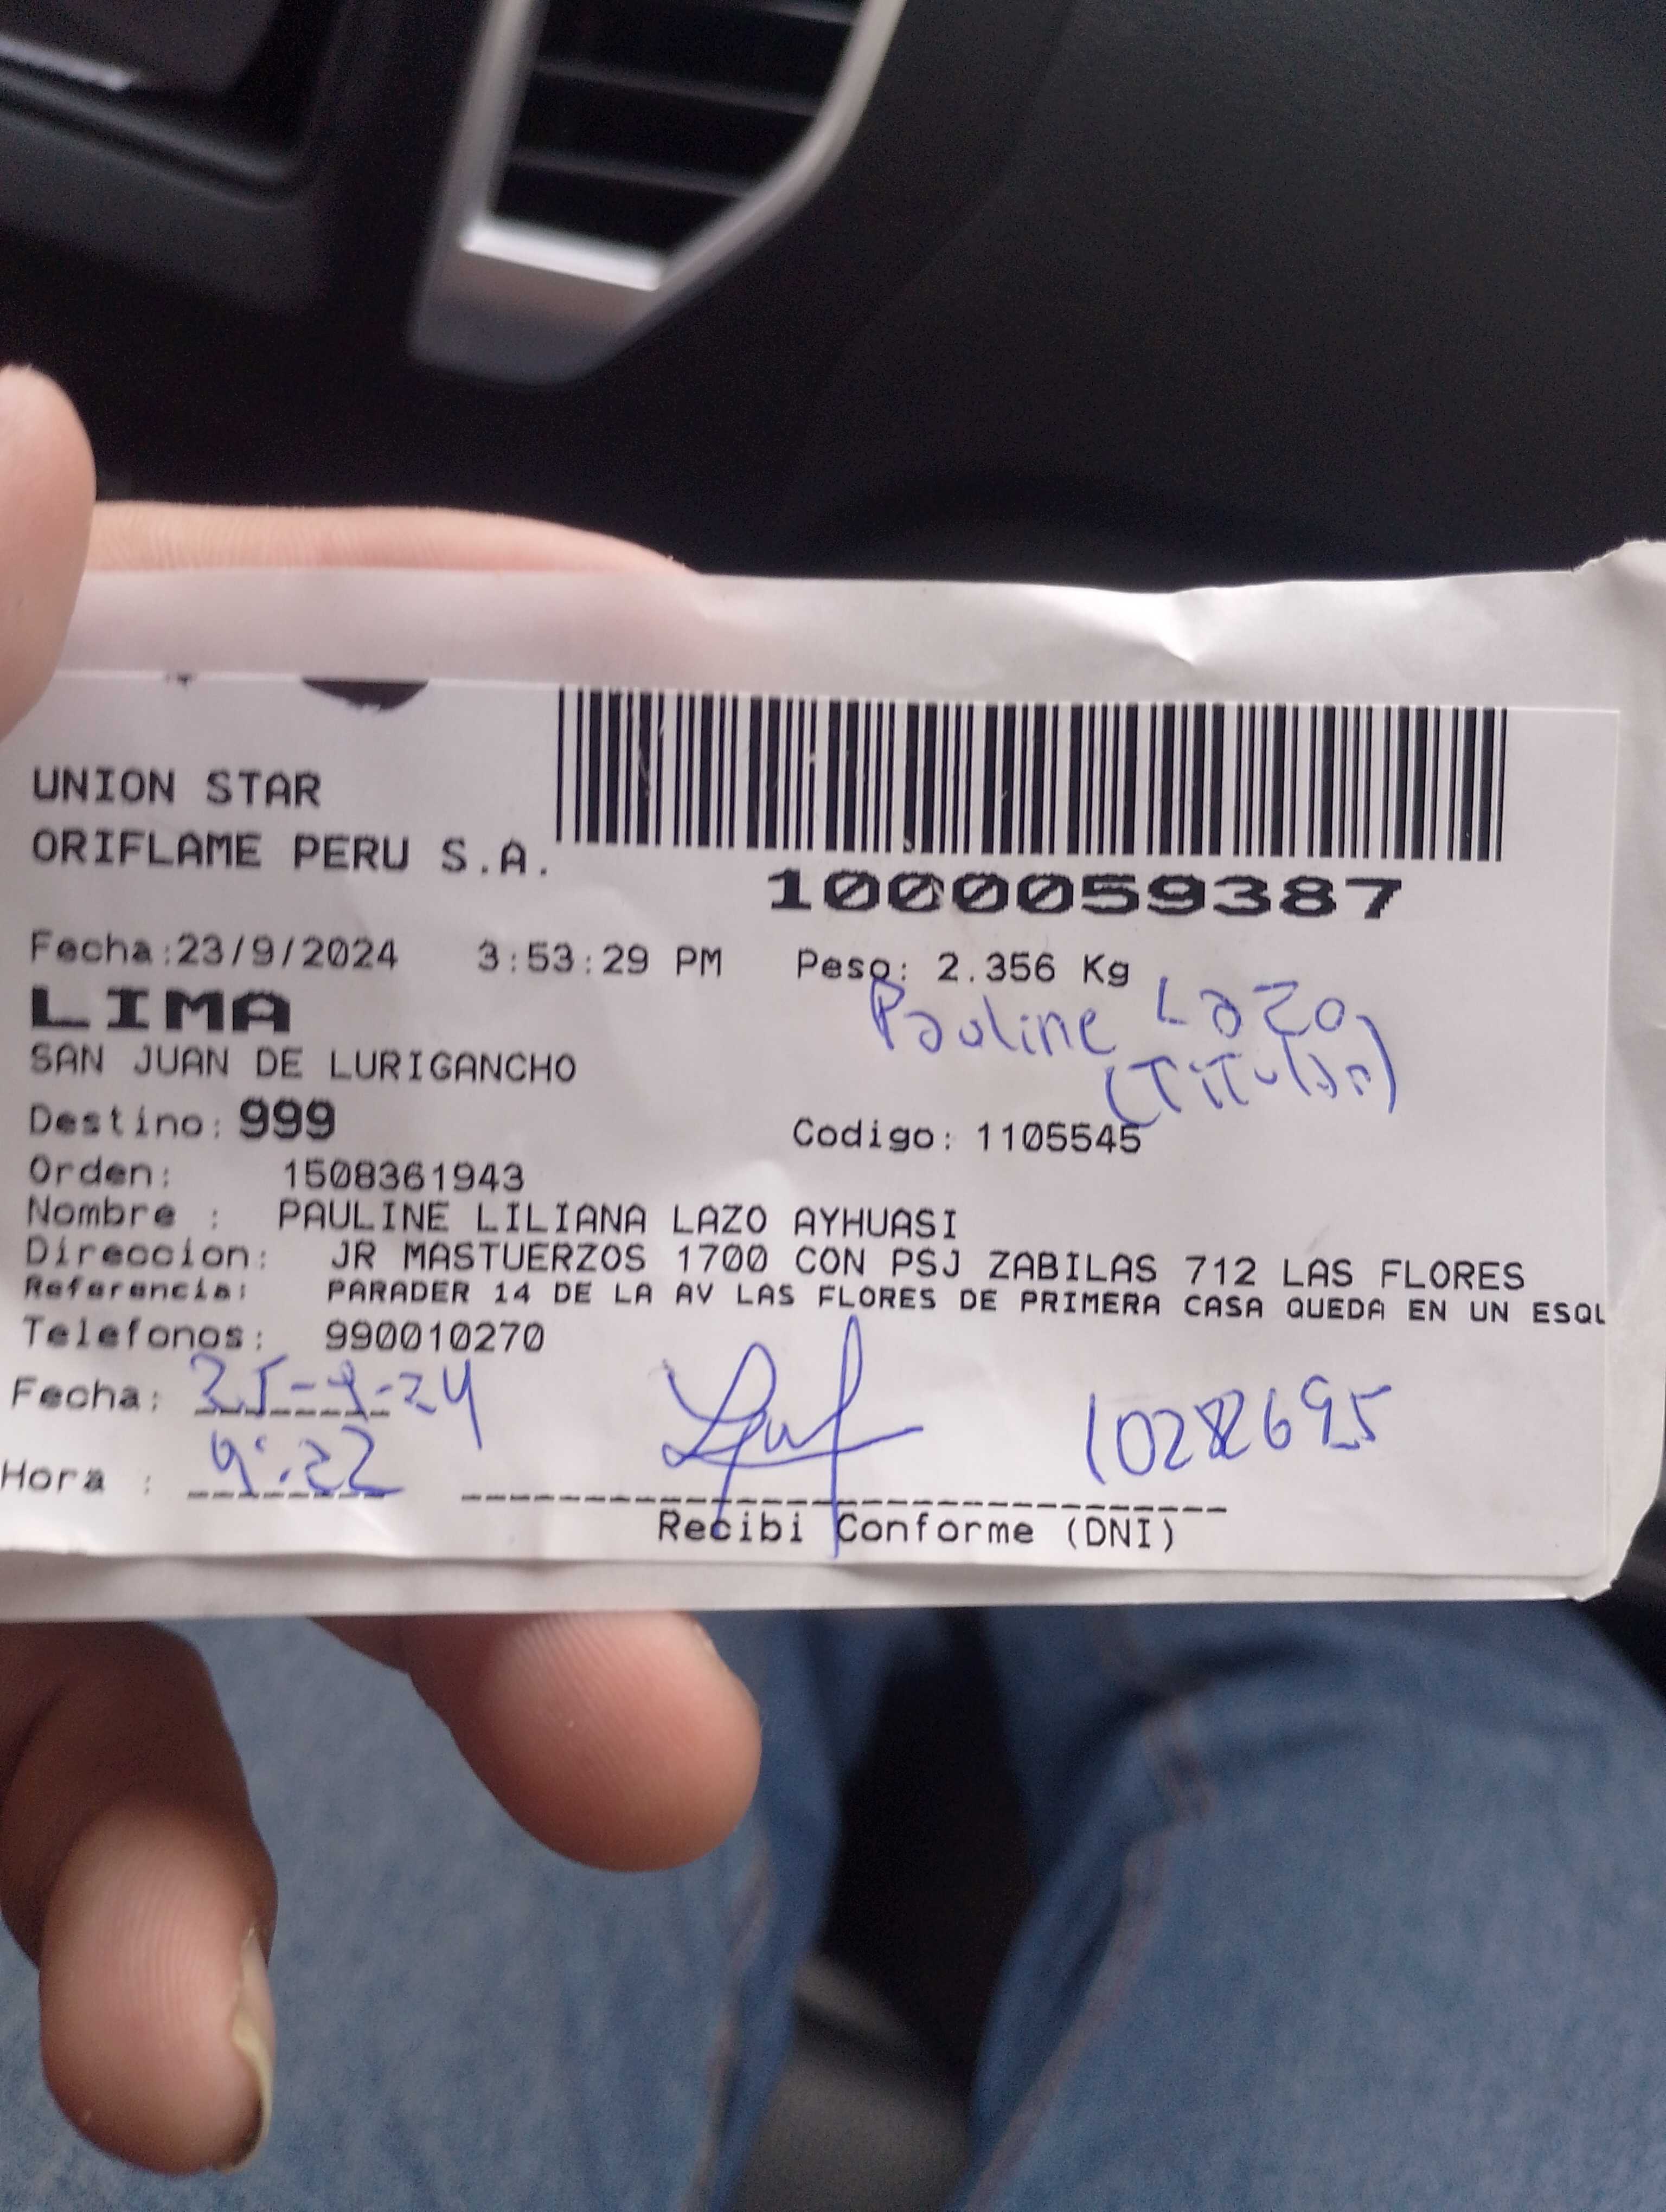 UNION STAR
ORIFLAME PERU S.A.
1000059387
Fecha:23/9/2024 3:53:29 PM Peso: 2.356 Kg
LIMA
Pauline Lazo
(Titular)
SAN JUAN DE LURIGANCHO
Destino: 999 Codigo: 1105545
Orden: 1508361943
Nombre : PAULINE LILIANA LAZO AYHUASI
Direccion: JR MASTUERZOS 1700 CON PSJ ZABILAS 712 LAS FLORES
Referencia: PARADER 14 DE LA AV LAS FLORES DE PRIMERA CASA QUEDA EN UN ESQU
Telefonos: 990010270
Fecha: 25-9-24
Hora : 9:22
Recibi Conforme (DNI)